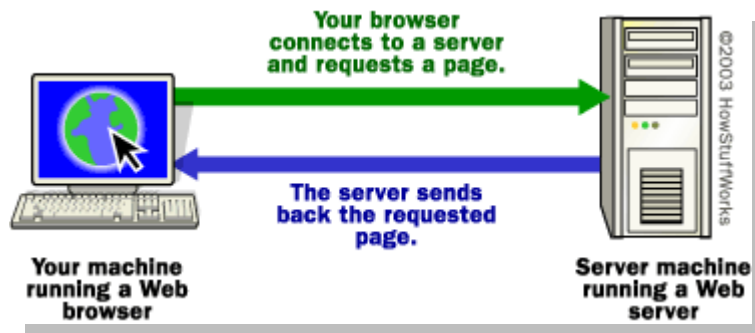 Your browser
connects to a server
and requests a page.
©2003 HowStuffWorks
The server sends
back the requested
page.
Your machine
running a Web
browser
Server machine
running a Web
server